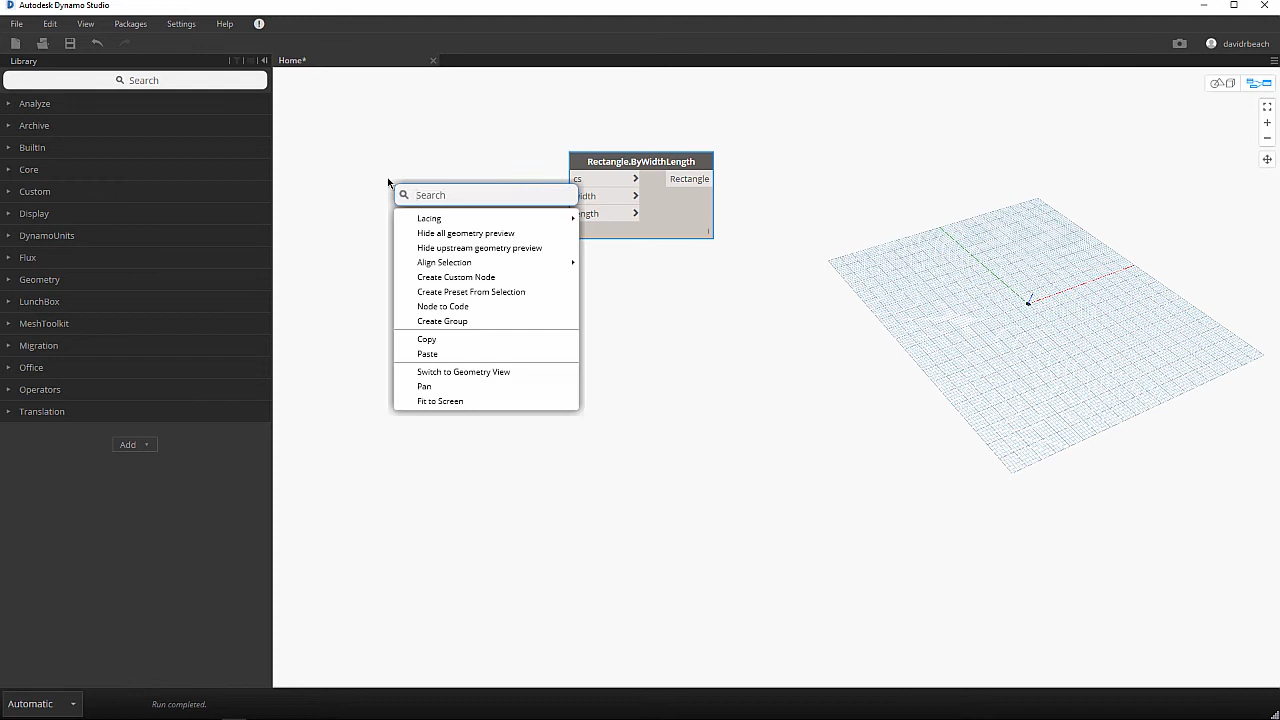 D Autodesk Dynamo Studio
File Edit View Packages Settings Help
davidrbeach
Library
Home*
Search
Analyze
Archive
BuiltIn
Core
Custom
Display
DynamoUnits
Flux
Geometry
LunchBox
MeshToolkit
Migration
Office
Operators
Translation
Add
Rectangle.ByWidthLength
cs
Rectangle
idth
ength
l
Search
Lacing
Hide all geometry preview
Hide upstream geometry preview
Align Selection
Create Custom Node
Create Preset From Selection
Node to Code
Create Group
Copy
Paste
Switch to Geometry View
Pan
Fit to Screen
Automatic
Run completed.